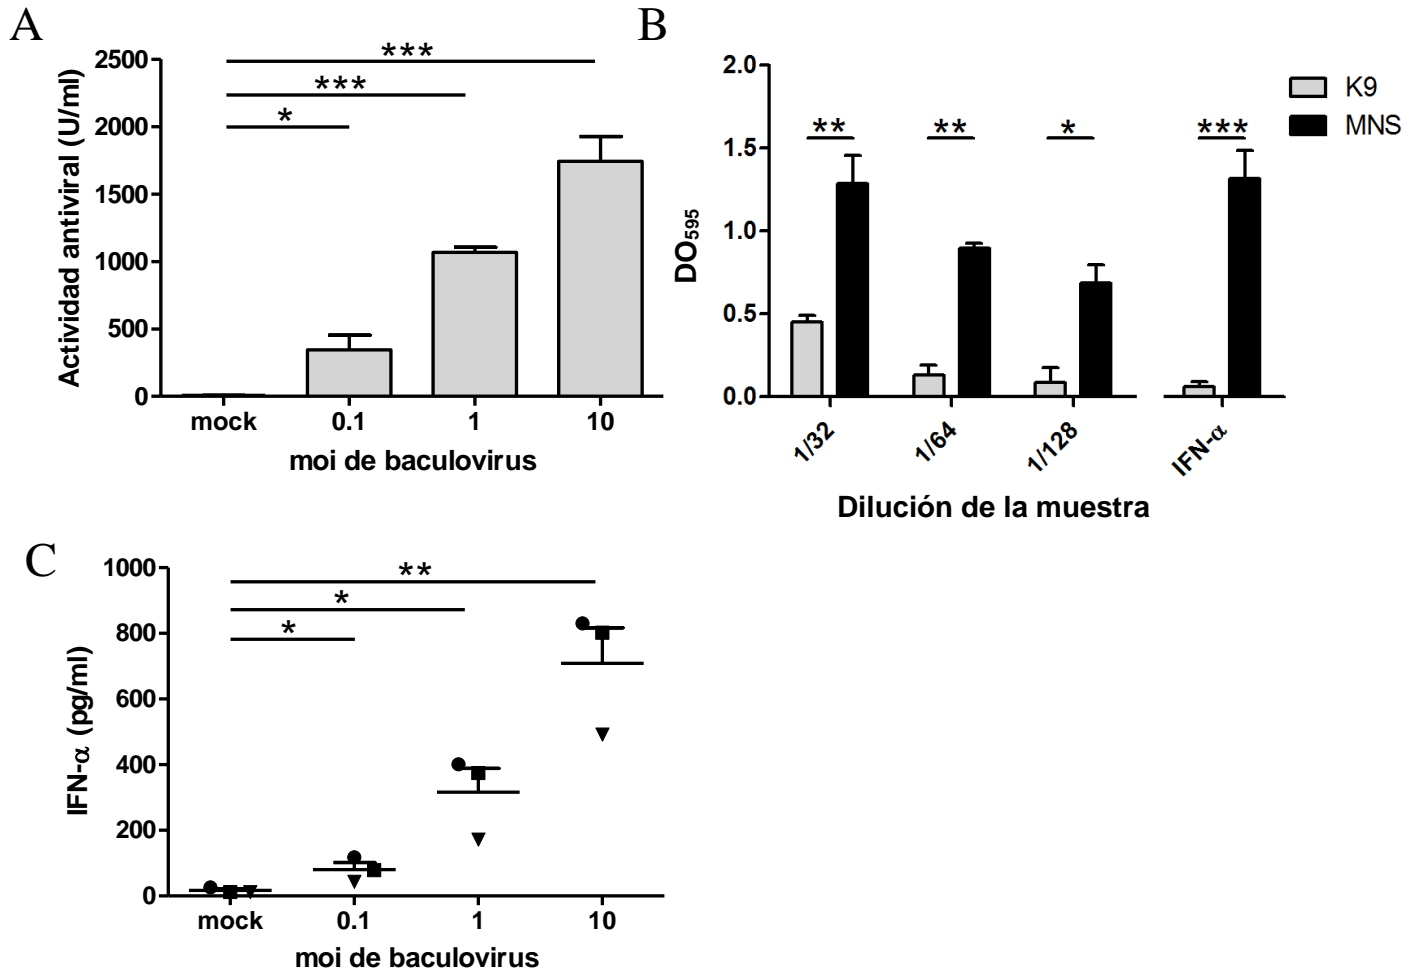 A
Actividad antiviral (U/ml)
2500
2000
1500
1000
500
0
***
***
*
mock 0.1 1 10
moi de baculovirus
B
DO595
2.0
1.5
1.0
0.5
0.0
** ** * ***
K9
MNS
1/32 1/64 1/128 IFN-α
Dilución de la muestra
C
IFN-α (pg/ml)
1000
800
600
400
200
0
**
*
*
mock 0.1 1 10
moi de baculovirus